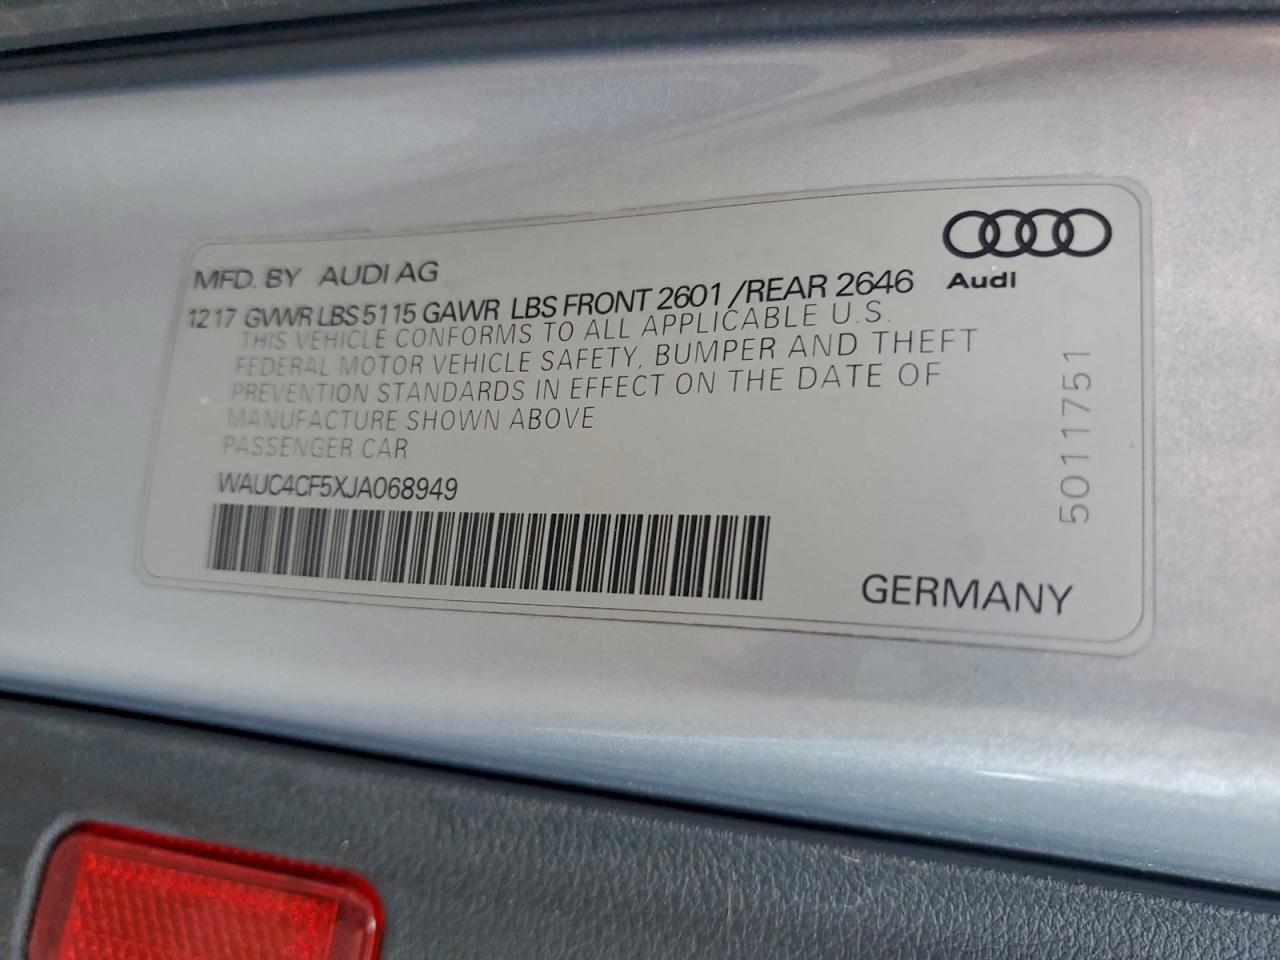 MFD. BY AUDI AG
Audi
12 17 GVWR LBS 5115 GAWR LBS FRONT 2601 /REAR 2646
THIS VEHICLE CONFORMS TO ALL APPLICABLE U.S.
FEDERAL MOTOR VEHICLE SAFETY, BUMPER AND THEFT
PREVENTION STANDARDS IN EFFECT ON THE DATE OF
MANUFACTURE SHOWN ABOVE
PASSENGER CAR
WAUC4CF5XJA068949
5011751
GERMANY